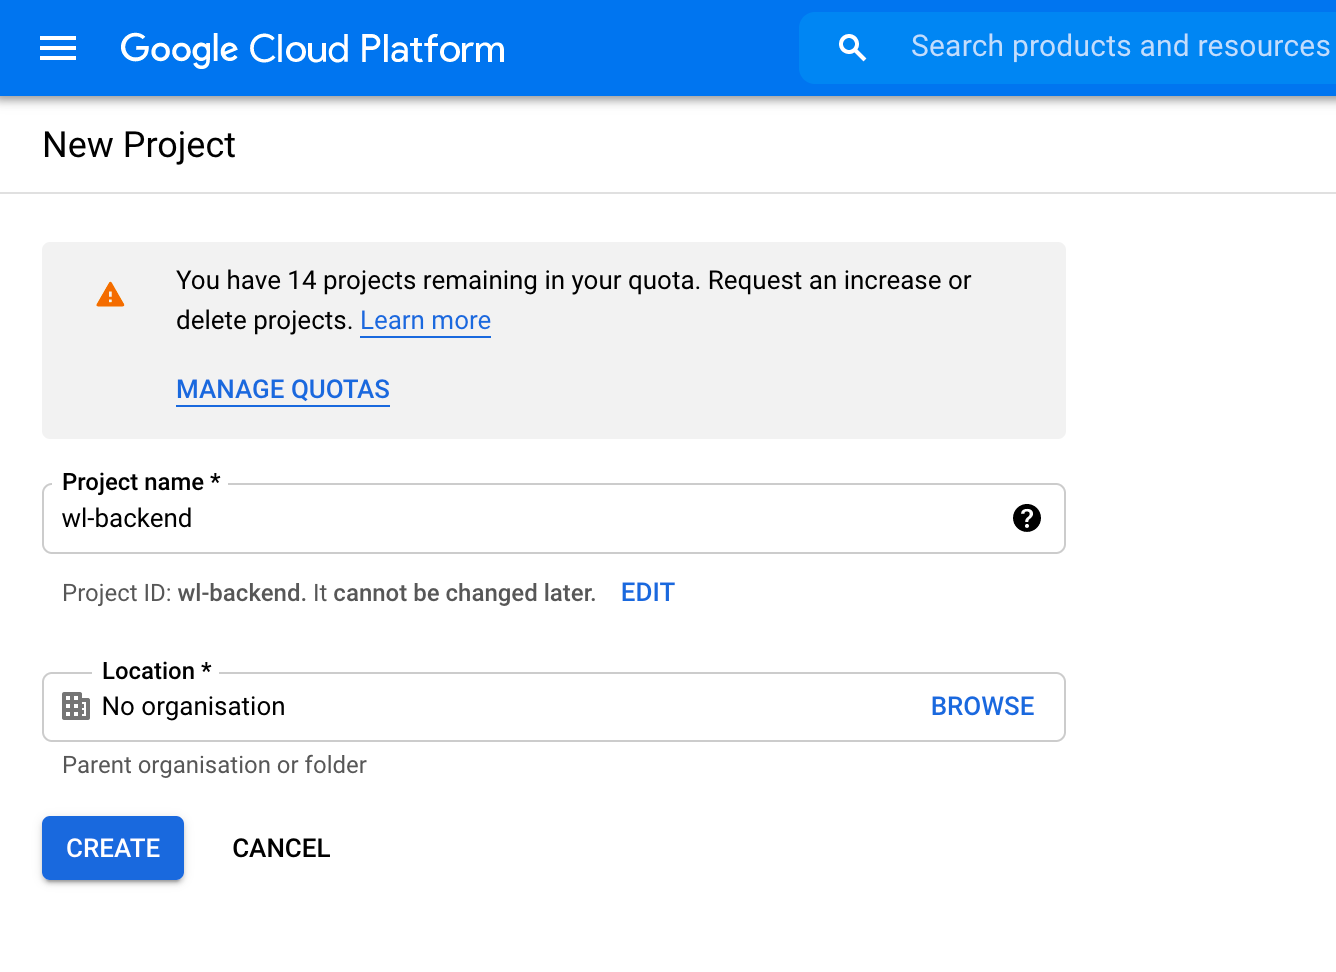 Google Cloud Platform
Search products and resources
New Project
You have 14 projects remaining in your quota. Request an increase or
delete projects. Learn more
MANAGE QUOTAS
Project name *
wl-backend
Project ID: wl-backend. It cannot be changed later. EDIT
Location *
No organisation BROWSE
Parent organisation or folder
CREATE CANCEL